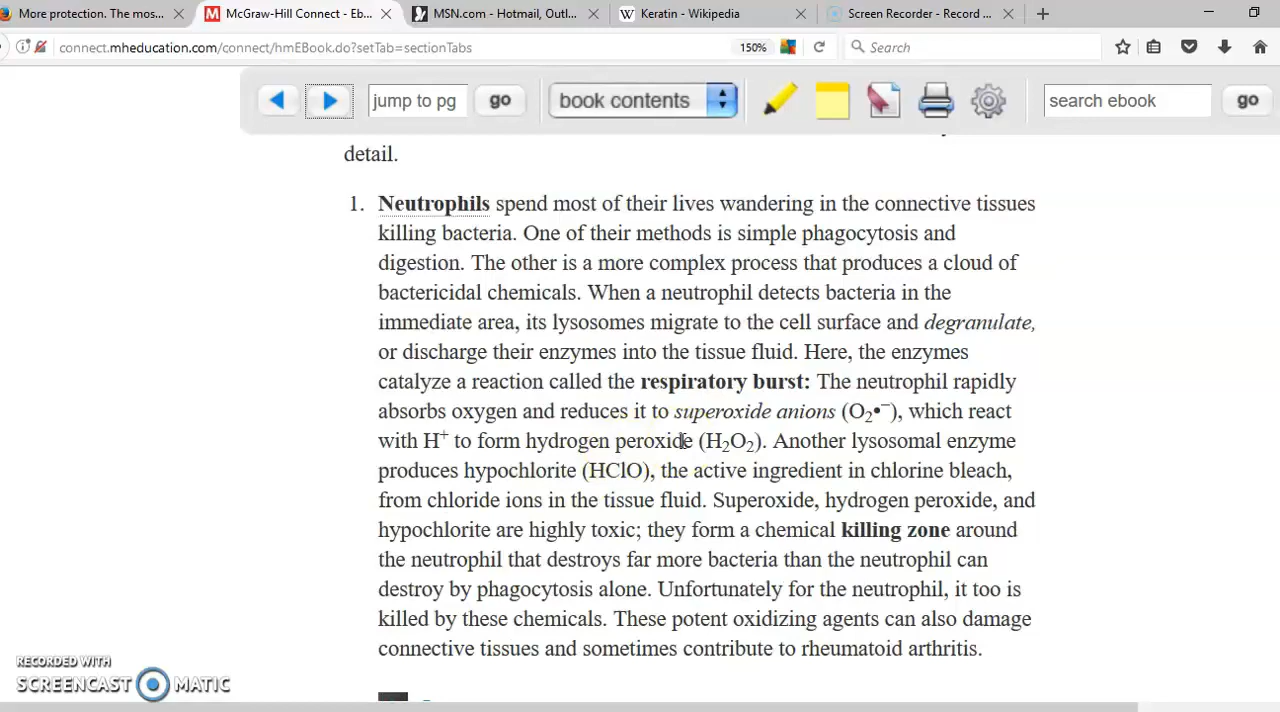 More protection. The mos...
McGraw-Hill Connect - Eb...
MSN.com - Hotmail, Outl...
W Keratin - Wikipedia
Screen Recorder - Record ...
connect.mheducation.com/connect/hmEBook.do?setTab=sectionTabs
150%
Search
jump to pg
go
book contents
search ebook
go
detail.
1. Neutrophils spend most of their lives wandering in the connective tissues
killing bacteria. One of their methods is simple phagocytosis and
digestion. The other is a more complex process that produces a cloud of
bactericidal chemicals. When a neutrophil detects bacteria in the
immediate area, its lysosomes migrate to the cell surface and degranulate,
or discharge their enzymes into the tissue fluid. Here, the enzymes
catalyze a reaction called the respiratory burst: The neutrophil rapidly
absorbs oxygen and reduces it to superoxide anions (O₂•⁻), which react
with H⁺ to form hydrogen peroxide (H₂O₂). Another lysosomal enzyme
produces hypochlorite (HClO), the active ingredient in chlorine bleach,
from chloride ions in the tissue fluid. Superoxide, hydrogen peroxide, and
hypochlorite are highly toxic; they form a chemical killing zone around
the neutrophil that destroys far more bacteria than the neutrophil can
destroy by phagocytosis alone. Unfortunately for the neutrophil, it too is
killed by these chemicals. These potent oxidizing agents can also damage
connective tissues and sometimes contribute to rheumatoid arthritis.
RECORDED WITH
SCREENCAST MATIC